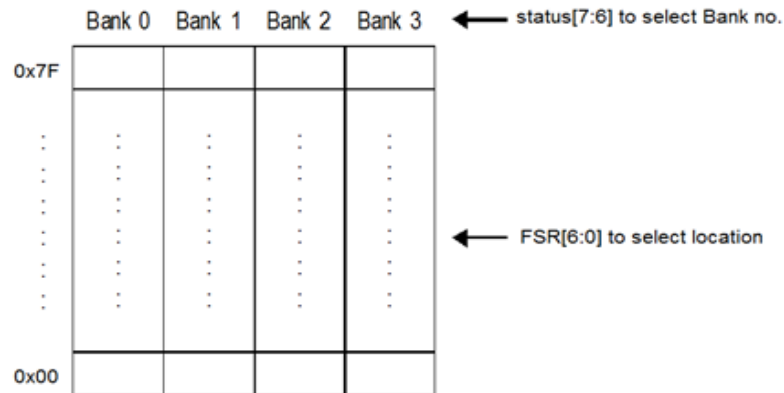 Bank 0 Bank 1 Bank 2 Bank 3 status[7:6] to select Bank no.
0x7F
FSR[6:0] to select location
0x00